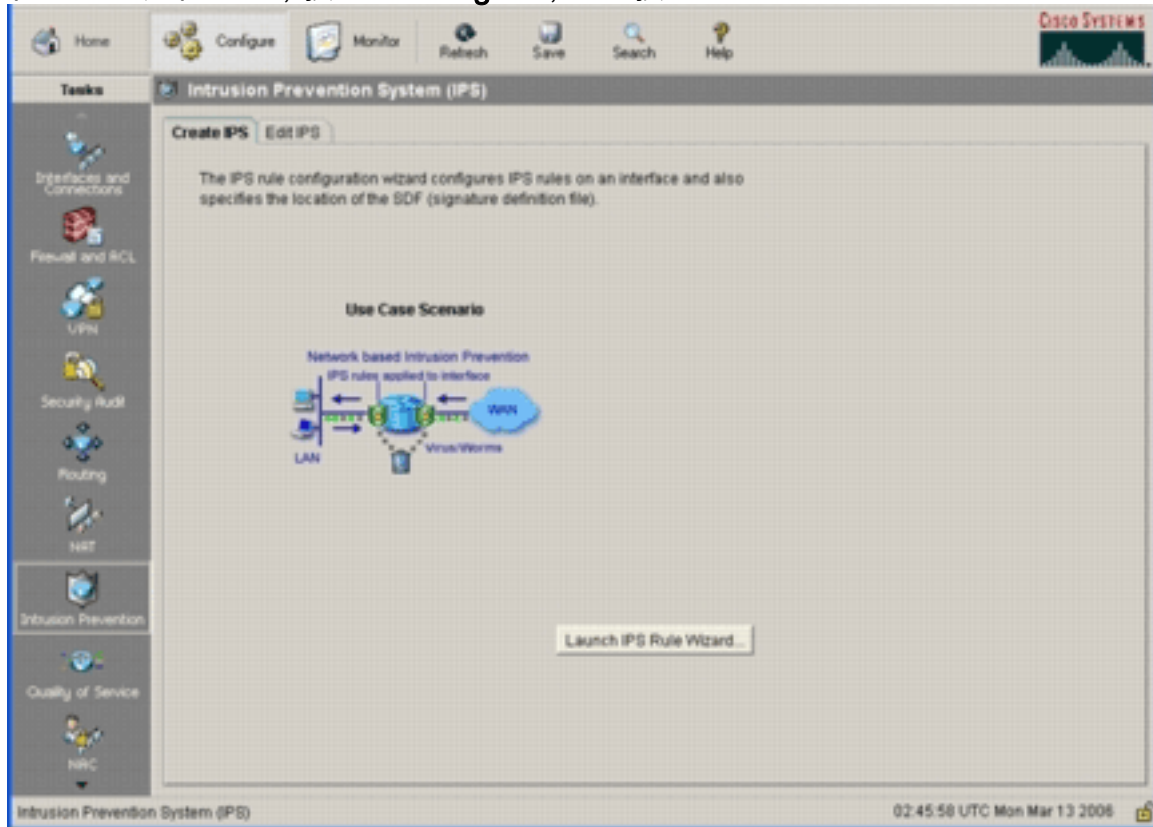 Home
Configure
Monitor
Refresh
Save
Search
Help
CISCO SYSTEMS
Tasks
Intrusion Prevention System (IPS)
Create IPS
Edit IPS
The IPS rule configuration wizard configures IPS rules on an interface and also
specifies the location of the SDF (signature definition file).
Interfaces and
Connections
Firewall and ACL
VPN
Security Audit
Routing
NAT
Intrusion Prevention
Quality of Service
NAC
Use Case Scenario
Network based Intrusion Prevention
IPS rules applied to interface
WAN
Virus/Worms
LAN
Launch IPS Rule Wizard...
Intrusion Prevention System (IPS)
02:45:58 UTC Mon Mar 13 2006